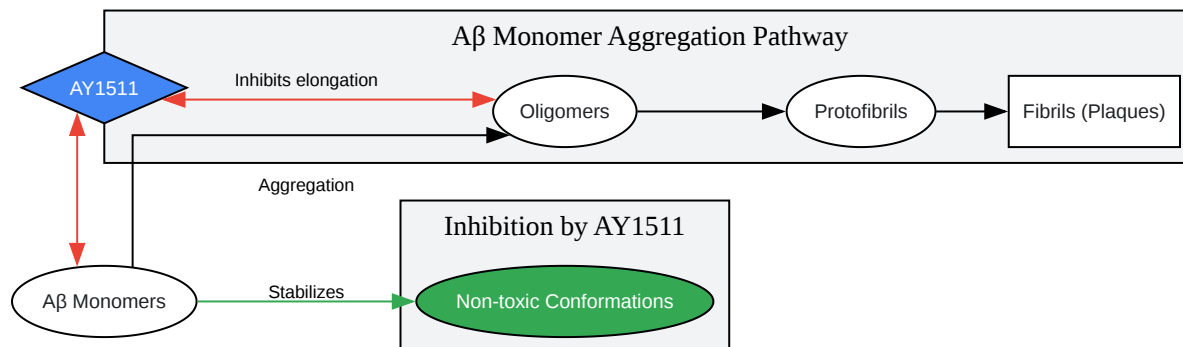 Aβ Monomer Aggregation Pathway
AY1511
Inhibits elongation
Oligomers
Protofibrils
Fibrils (Plaques)
Aggregation
Inhibition by AY1511
Aβ Monomers
Stabilizes
Non-toxic Conformations